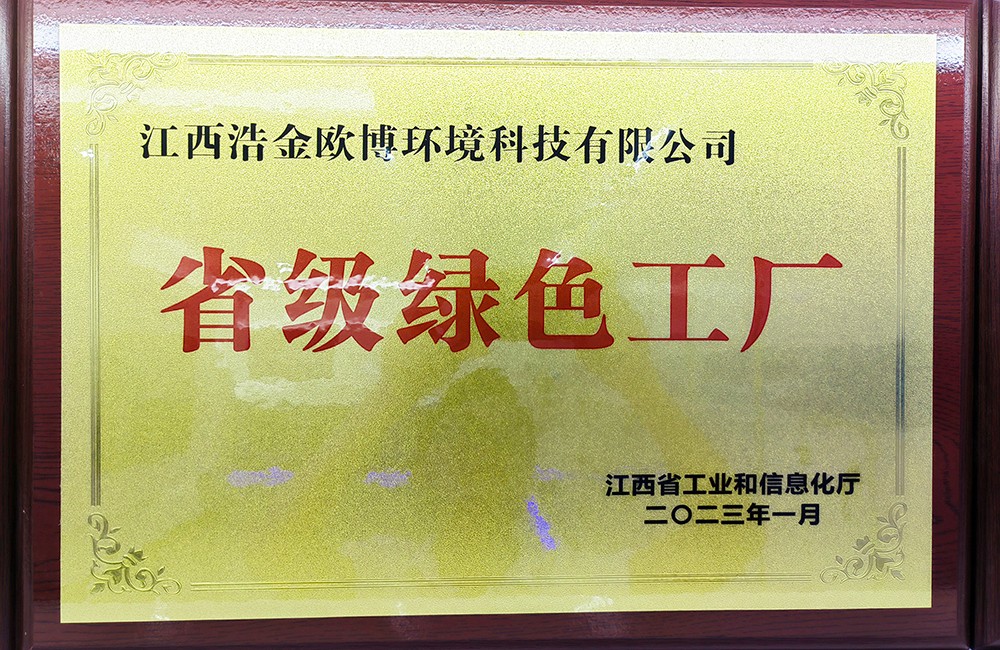 江西浩金欧博环境科技有限公司
省级绿色工厂
江西省工业和信息化厅
二〇二三年一月